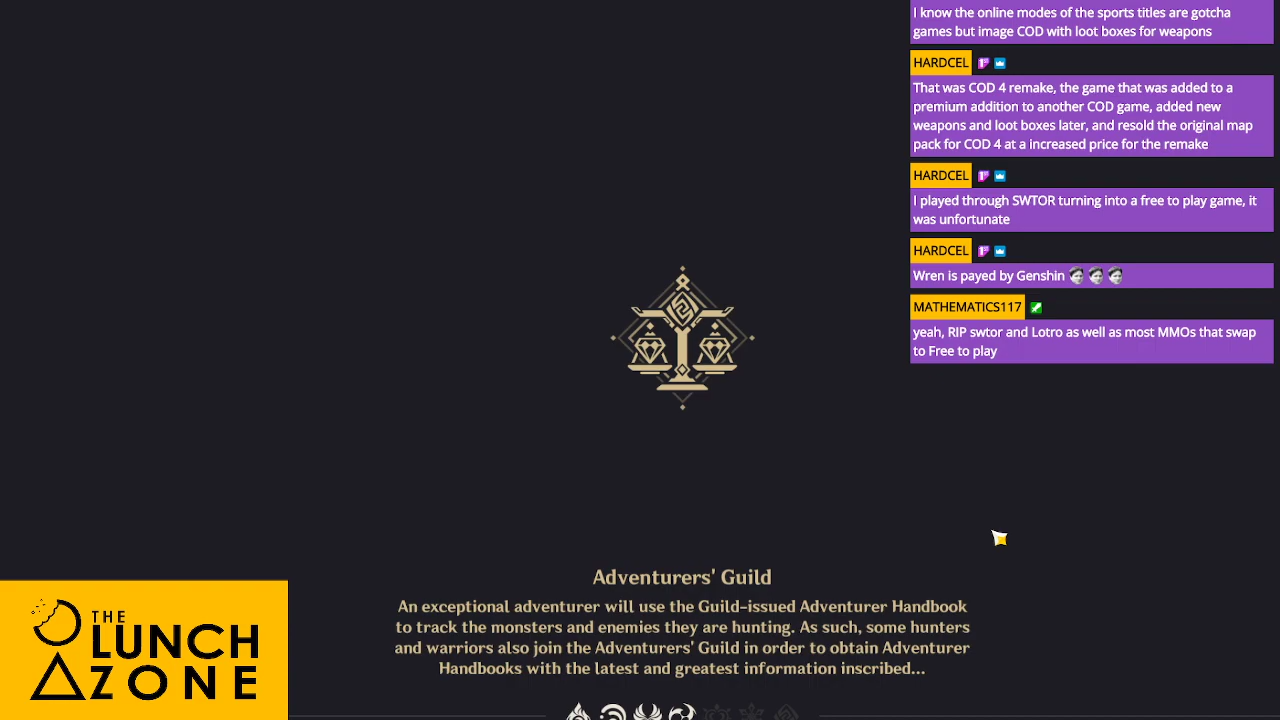 I know the online modes of the sports titles are gotcha
games but image COD with loot boxes for weapons
HARDCEL
That was COD 4 remake, the game that was added to a
premium addition to another COD game, added new
weapons and loot boxes later, and resold the original map
pack for COD 4 at a increased price for the remake
HARDCEL
I played through SWTOR turning into a free to play game, it
was unfortunate
HARDCEL
Wren is payed by Genshin
MATHEMATICS117
yeah, RIP swtor and Lotro as well as most MMOs that swap
to Free to play
Adventurers' Guild
An exceptional adventurer will use the Guild-issued Adventurer Handbook
to track the monsters and enemies they are hunting. As such, some hunters
and warriors also join the Adventurers' Guild in order to obtain Adventurer
Handbooks with the latest and greatest information inscribed...
THE
LUNCH
ZONE